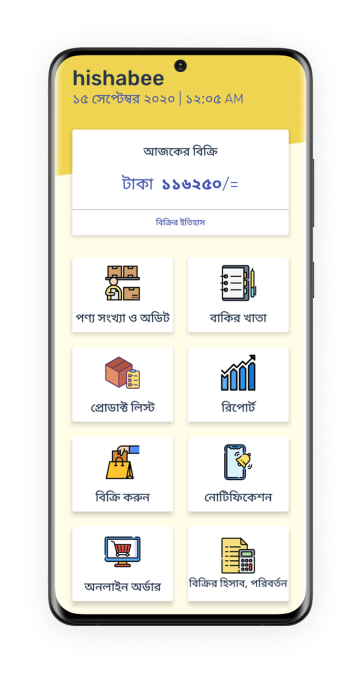 hishabee
১৫ সেপ্টেম্বর ২০২০ | ১২:০৫ AM
আজকের বিক্রি
টাকা ১১৬২৫০/=
বিক্রির ইতিহাস
পণ্য সংখ্যা ও অডিট
বাকির খাতা
প্রোডাক্ট লিস্ট
রিপোর্ট
বিক্রি করুন
নোটিফিকেশন
অনলাইন অর্ডার
বিক্রির হিসাব, পরিবর্তন